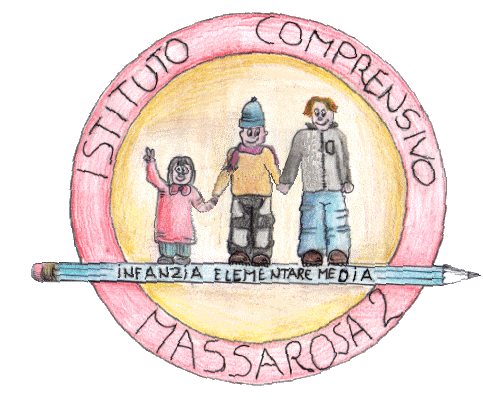 ISTITUTO COMPRENSIVO
INFANZIA ELEMENTARE MEDIA
MASSAROSA 2